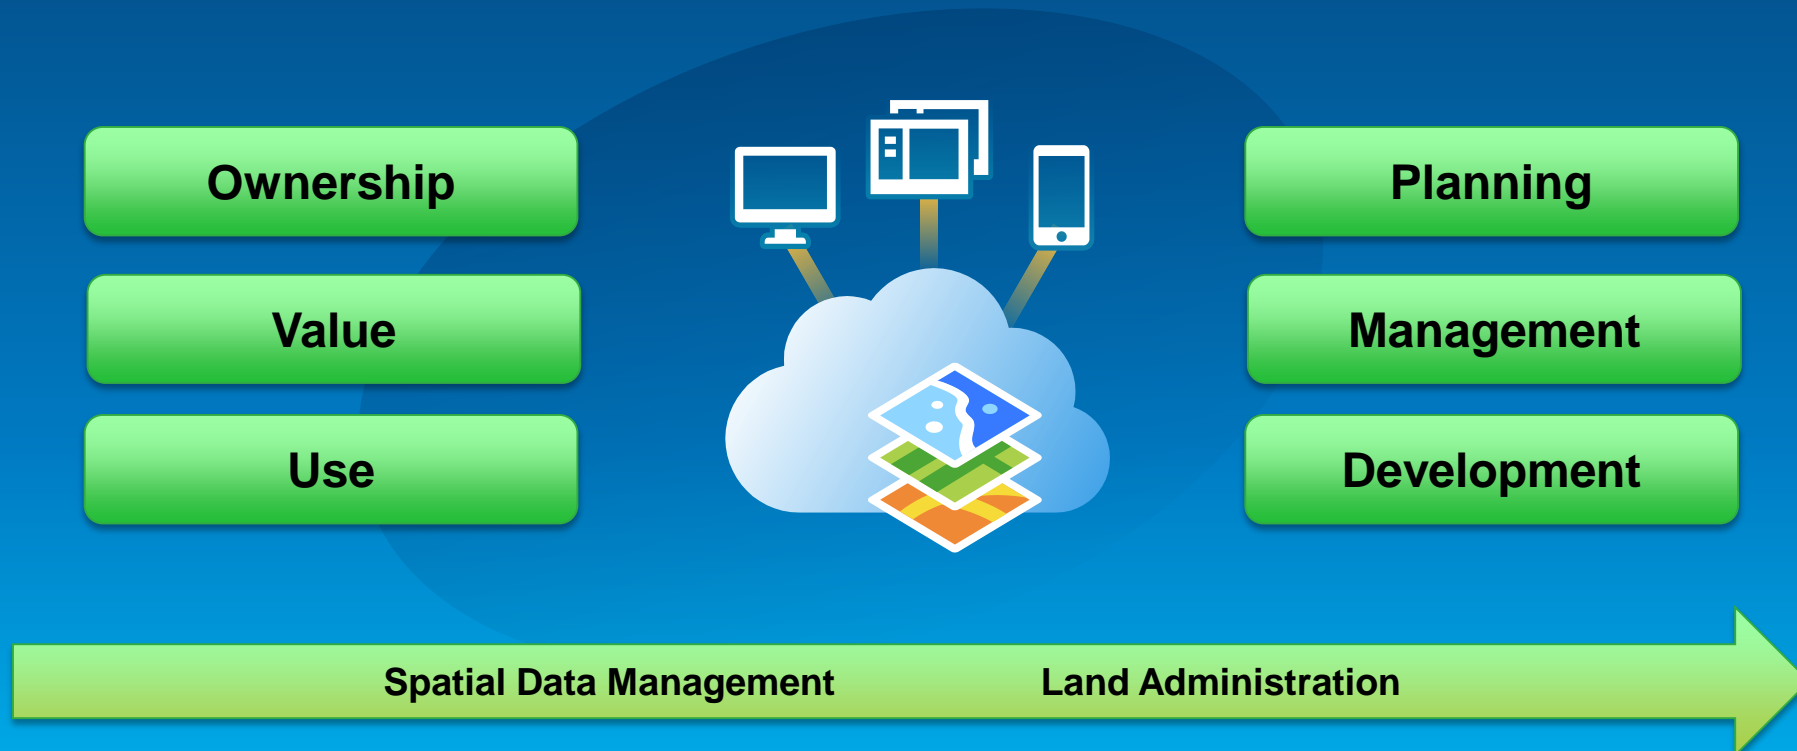 Ownership
Value
Use
Planning
Management
Development
Spatial Data Management
Land Administration